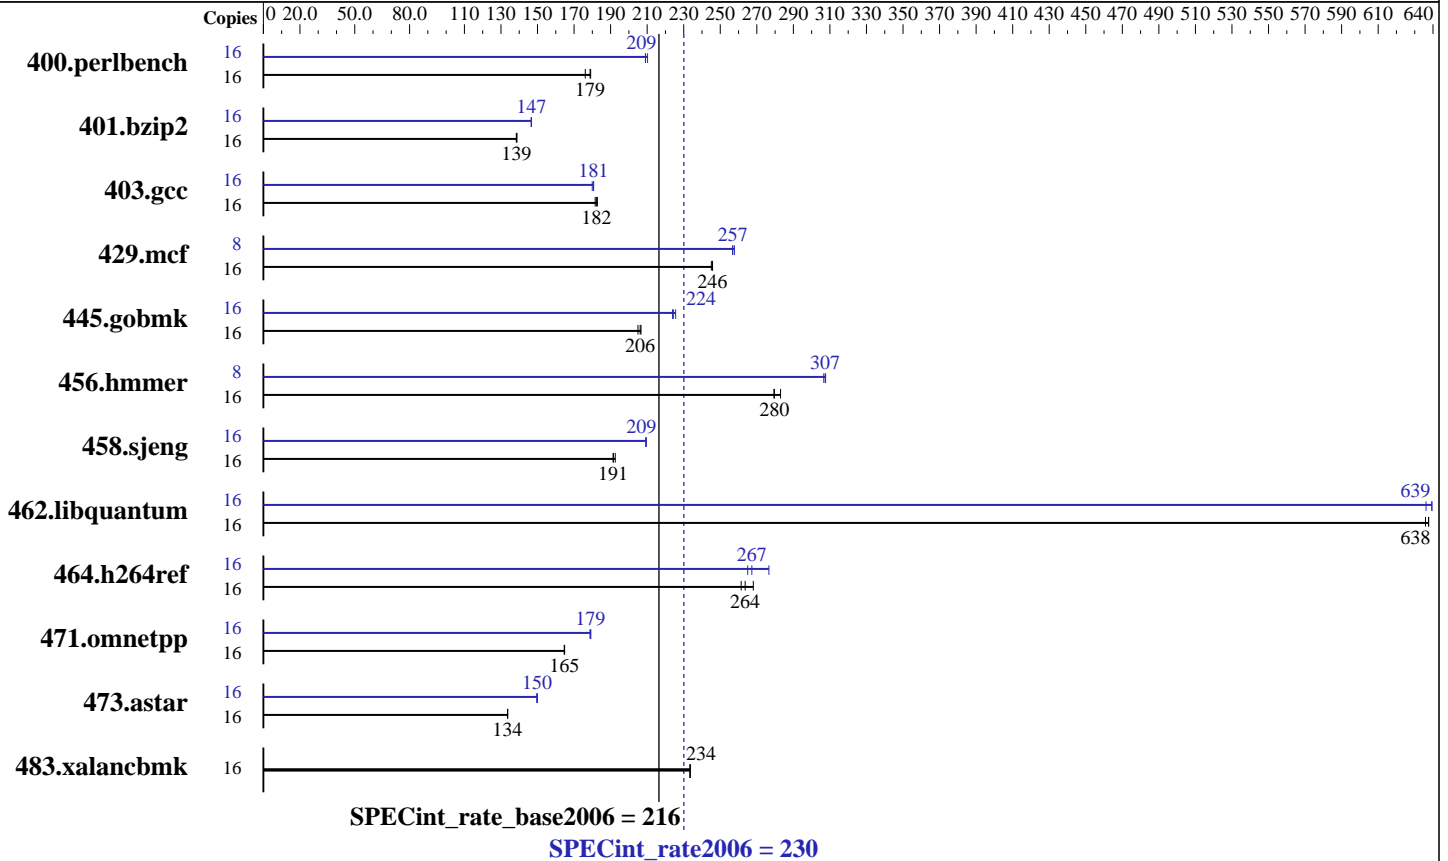 Copies 0 20.0 50.0 80.0 110 130 150 170 190 210 230 250 270 290 310 330 350 370 390 410 430 450 470 490 510 530 550 570 590 610 640
400.perlbench 16 209
16 179
401.bzip2 16 147
16 139
403.gcc 16 181
16 182
429.mcf 8 257
16 246
445.gobmk 16 224
16 206
456.hmmer 8 307
16 280
458.sjeng 16 209
16 191
462.libquantum 16 639
16 638
464.h264ref 16 267
16 264
471.omnetpp 16 179
16 165
473.astar 16 150
16 134
483.xalancbmk 16 234
SPECint_rate_base2006 = 216
SPECint_rate2006 = 230